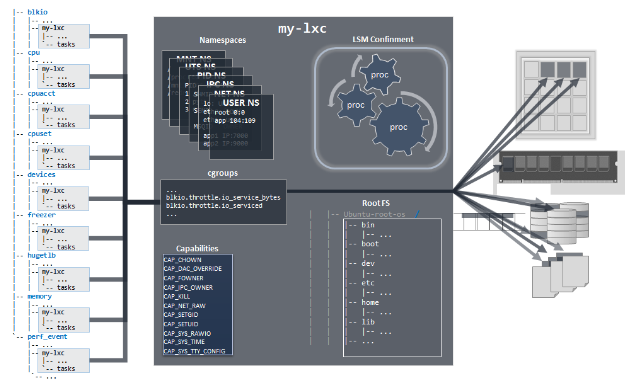 |-- blkio
|-- ...
my-lxc
|-- ...
`-- tasks
|-- cpu
|-- ...
my-lxc
|-- ...
`-- tasks
|-- cpuacct
|-- ...
my-lxc
|-- ...
`-- tasks
|-- cpuset
|-- ...
my-lxc
|-- ...
`-- tasks
|-- devices
|-- ...
my-lxc
|-- ...
`-- tasks
|-- freezer
|-- ...
my-lxc
|-- ...
`-- tasks
|-- hugetlb
|-- ...
my-lxc
|-- ...
`-- tasks
|-- memory
|-- ...
my-lxc
|-- ...
`-- tasks
`-- perf_event
|-- ...
my-lxc
|-- ...
`-- tasks
`-- ...
my-lxc
Namespaces
MNT NS
UTS NS
PID NS
IPC NS
NET NS
USER NS
root 0:0
app 104:109
LSM Confinment
proc
proc
proc
cgroups
...
blkio.throttle.io_service_bytes
blkio.throttle.io_serviced
...
Capabilities
CAP_CHOWN
CAP_DAC_OVERRIDE
CAP_FOWNER
CAP_IPC_OWNER
CAP_KILL
CAP_NET_RAW
CAP_SETGID
CAP_SETUID
CAP_SYS_RAWIO
CAP_SYS_TIME
CAP_SYS_TTY_CONFIG
Root FS
|-- Ubuntu-root-os /
|-- bin
|-- ...
|-- boot
|-- ...
|-- dev
|-- ...
|-- etc
|-- ...
|-- home
|-- ...
|-- lib
|-- ...
|-- ...